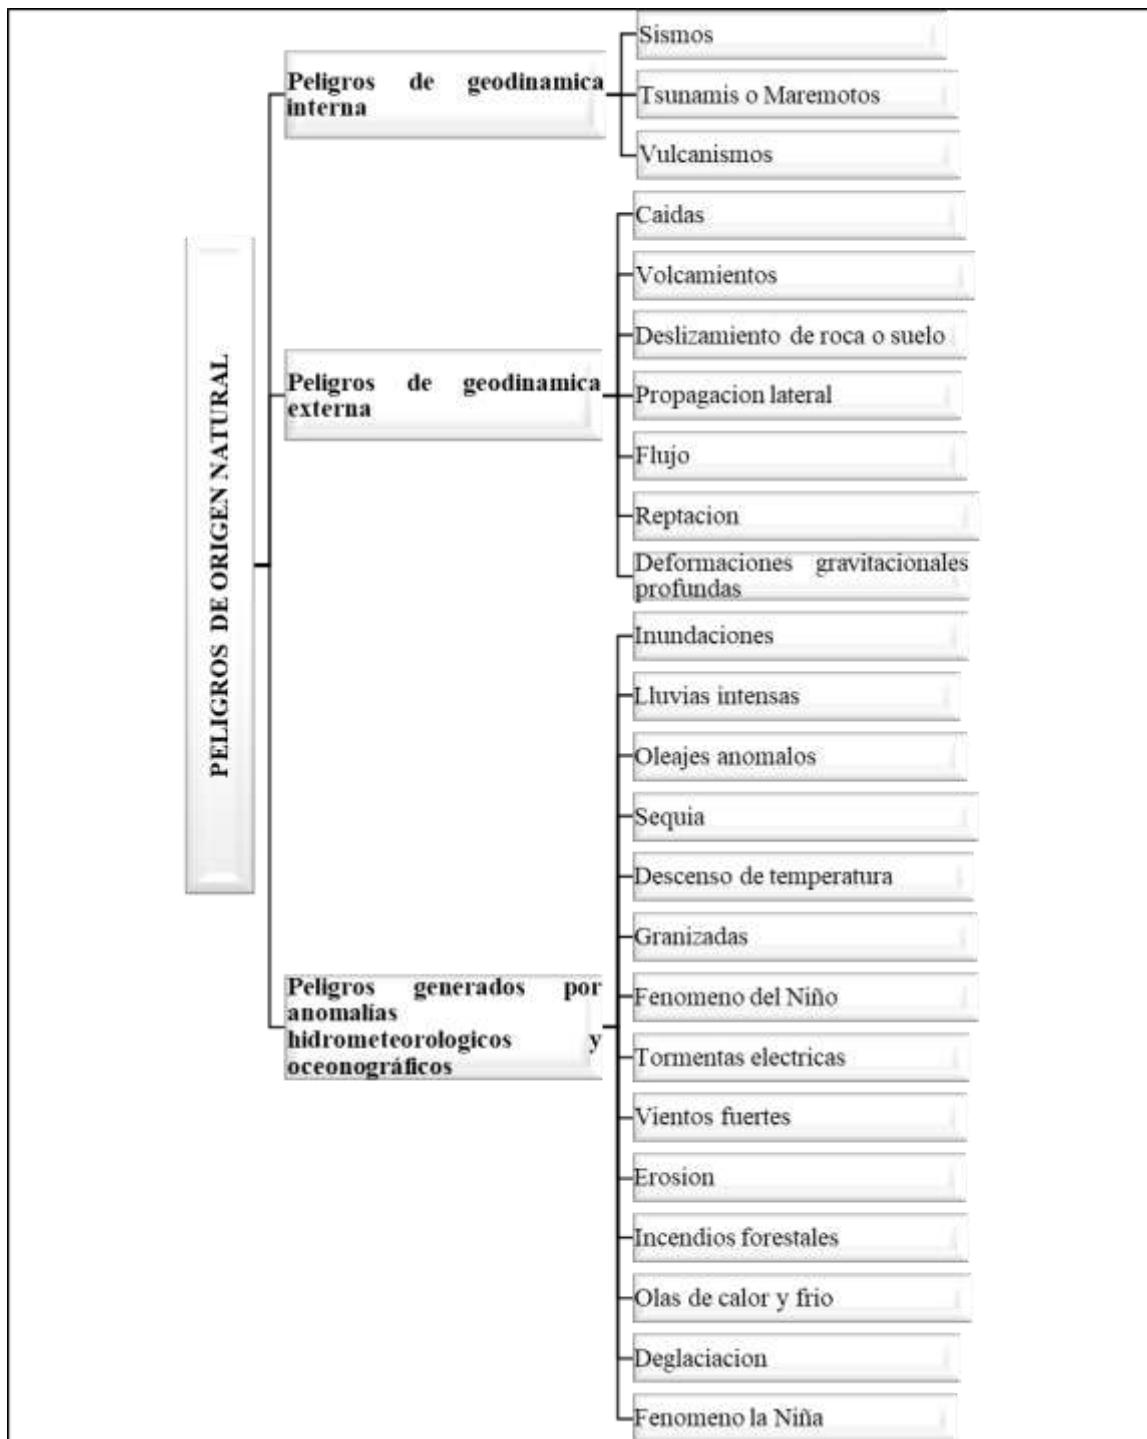 PELIGROS DE ORIGEN NATURAL
Peligros de geodinamica
interna
Sismos
Tsunamis o Maremotos
Vulcanismos
Peligros de geodinamica
externa
Caidas
Volcamientos
Deslizamiento de roca o suelo
Propagacion lateral
Flujo
Reptacion
Deformaciones gravitacionales
profundas
Peligros generados por
anomalías
hidrometeorologicos y
oceonográficos
Inundaciones
Lluvias intensas
Oleajes anomalos
Sequia
Descenso de temperatura
Granizadas
Fenomeno del Niño
Tormentas electricas
Vientos fuertes
Erosion
Incendios forestales
Olas de calor y frio
Deglaciacion
Fenomeno la Niña